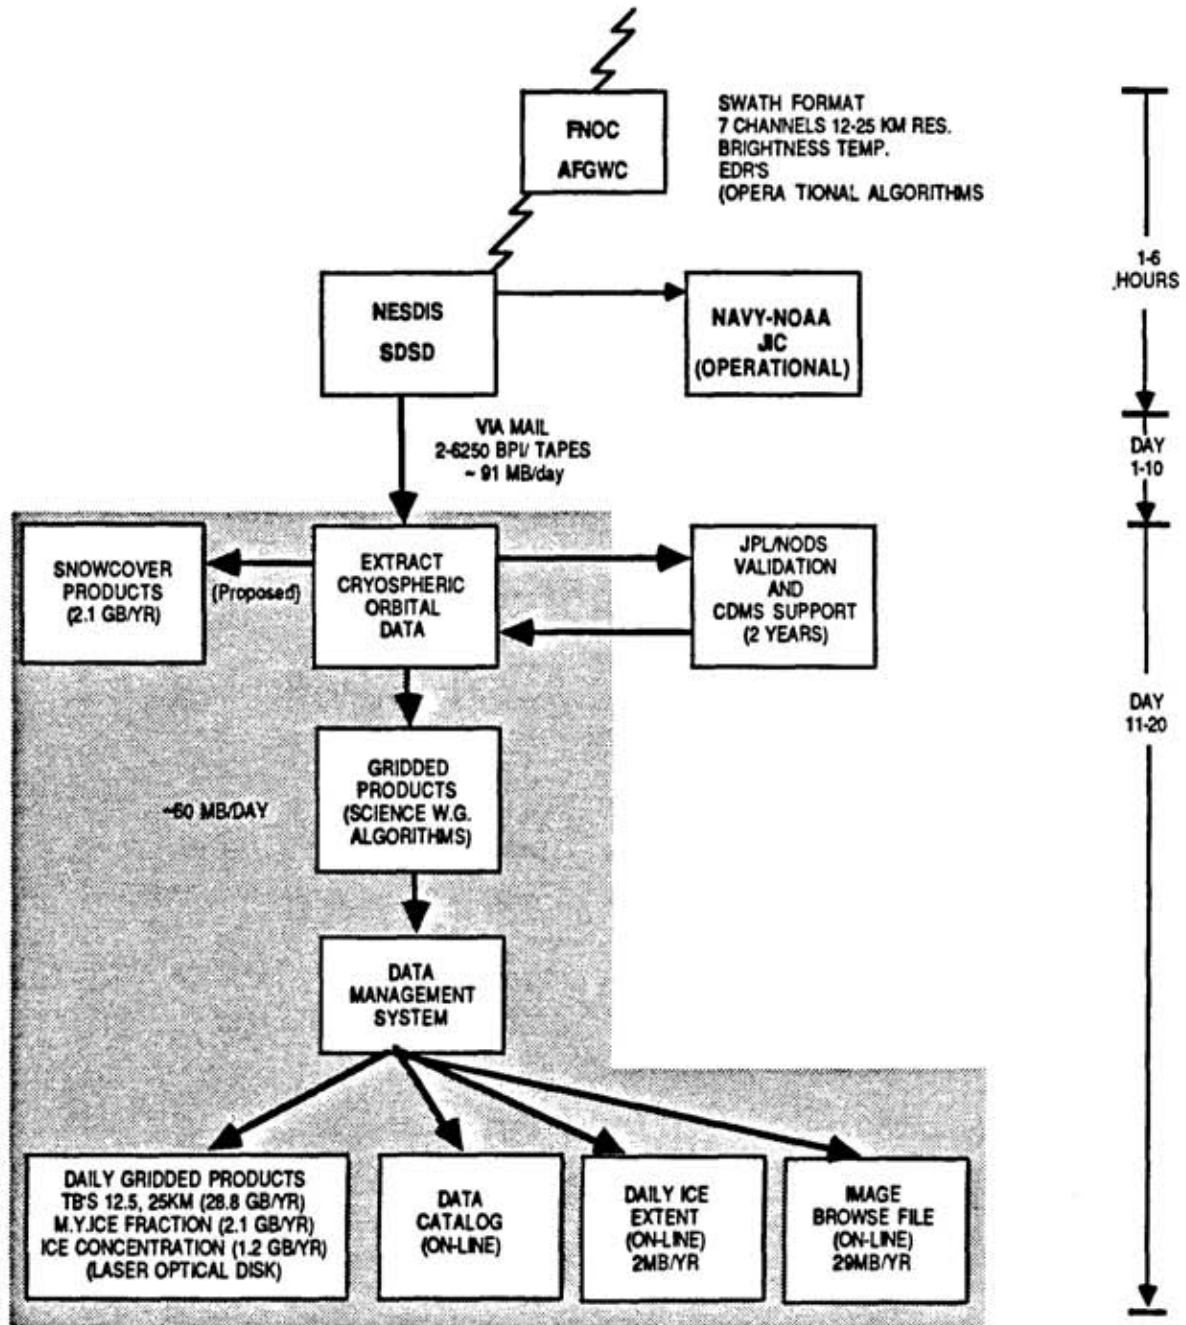 FNOC
AFGWC
SWATH FORMAT
7 CHANNELS 12-25 KM RES.
BRIGHTNESS TEMP.
EDR'S
(OPERA TIONAL ALGORITHMS
1-6
HOURS
NESDIS
SDSD
NAVY-NOAA
JIC
(OPERATIONAL)
VIA MAIL
2-6250 BPI/ TAPES
~ 91 MB/day
DAY
1-10
SNOWCOVER
PRODUCTS
(2.1 GB/YR)
(Proposed)
EXTRACT
CRYOSPHERIC
ORBITAL
DATA
JPL/NODS
VALIDATION
AND
CDMS SUPPORT
(2 YEARS)
DAY
11-20
GRIDDED
PRODUCTS
(SCIENCE W.G.
ALGORITHMS)
~60 MB/DAY
DATA
MANAGEMENT
SYSTEM
DAILY GRIDDED PRODUCTS
TB'S 12.5, 25KM (28.8 GB/YR)
M.Y.ICE FRACTION (2.1 GB/YR)
ICE CONCENTRATION (1.2 GB/YR)
(LASER OPTICAL DISK)
DATA
CATALOG
(ON-LINE)
DAILY ICE
EXTENT
(ON-LINE)
2MB/YR
IMAGE
BROWSE FILE
(ON-LINE)
29MB/YR